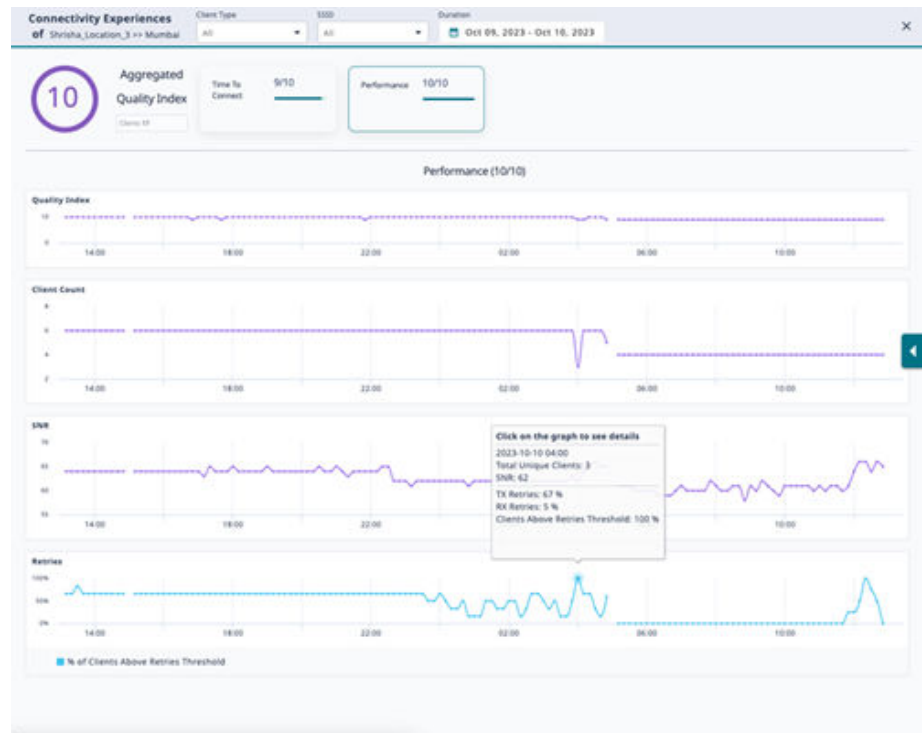 Connectivity Experiences
of Shrisha_Location_3 >> Mumbai
Client Type
All
SSID
All
Duration
Oct 09, 2023 - Oct 10, 2023
10
Aggregated
Quality Index
Time To
Connect
9/10
Performance
10/10
Performance (10/10)
Quality Index
10
0
14:00 18:00 22:00 02:00 06:00 10:00
Client Count
8
6
4
2
14:00 18:00 22:00 02:00 06:00 10:00
SNR
70
65
60
55
14:00 18:00 22:00 10:00
Click on the graph to see details
2023-10-10 04:00
Total Unique Clients: 3
SNR: 62
TX Retries: 67 %
RX Retries: 5 %
Clients Above Retries Threshold: 100 %
Retries
100%
50%
0%
14:00 18:00 22:00 02:00 06:00 10:00
% of Clients Above Retries Threshold